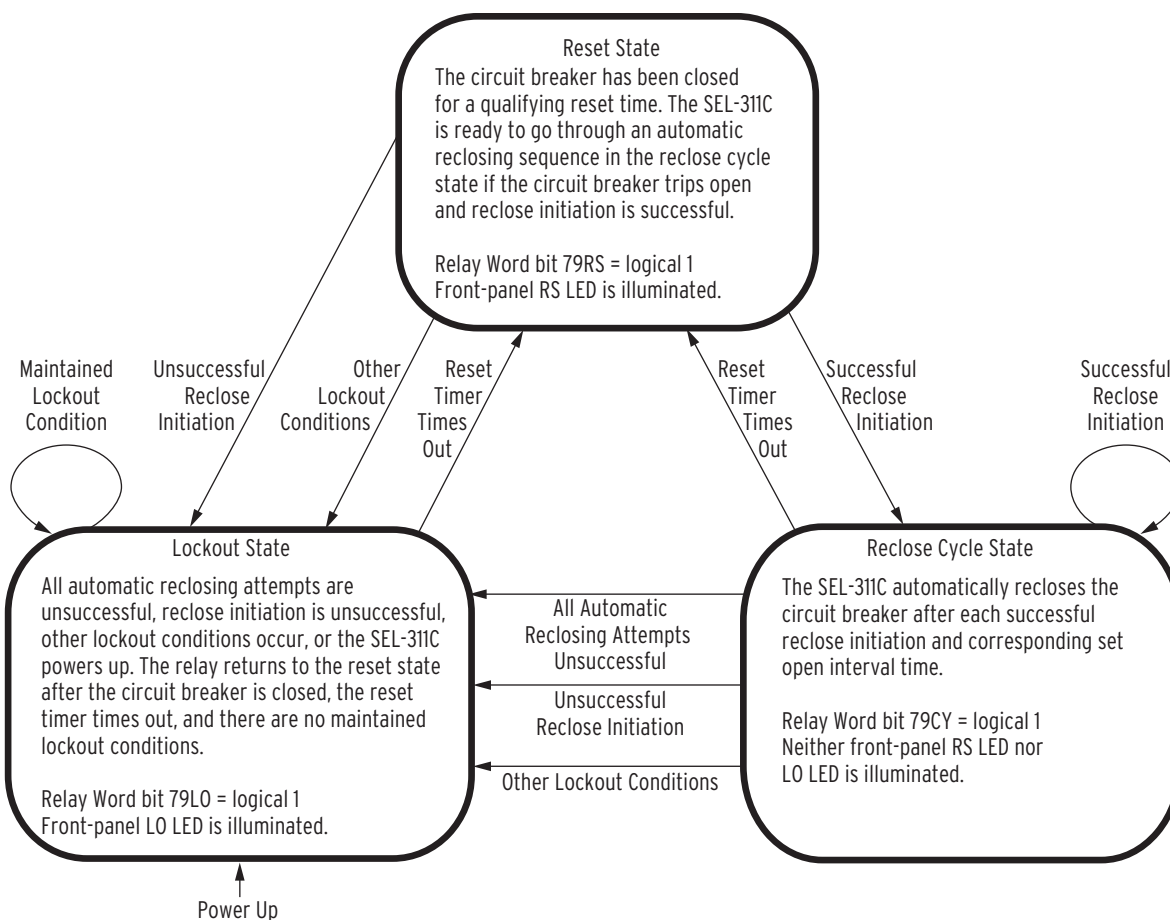 Reset State
The circuit breaker has been closed
for a qualifying reset time. The SEL-311C
is ready to go through an automatic
reclosing sequence in the reclose cycle
state if the circuit breaker trips open
and reclose initiation is successful.
Relay Word bit 79RS = logical 1
Front-panel RS LED is illuminated.
Maintained
Lockout
Condition
Unsuccessful
Reclose
Initiation
Other
Lockout
Conditions
Reset
Timer
Times
Out
Reset
Timer
Times
Out
Successful
Reclose
Initiation
Successful
Reclose
Initiation
Lockout State
All automatic reclosing attempts are
unsuccessful, reclose initiation is unsuccessful,
other lockout conditions occur, or the SEL-311C
powers up. The relay returns to the reset state
after the circuit breaker is closed, the reset
timer times out, and there are no maintained
lockout conditions.
Relay Word bit 79LO = logical 1
Front-panel LO LED is illuminated.
All Automatic
Reclosing Attempts
Unsuccessful
Unsuccessful
Reclose Initiation
Other Lockout Conditions
Reclose Cycle State
The SEL-311C automatically recloses the
circuit breaker after each successful
reclose initiation and corresponding set
open interval time.
Relay Word bit 79CY = logical 1
Neither front-panel RS LED nor
LO LED is illuminated.
Power Up